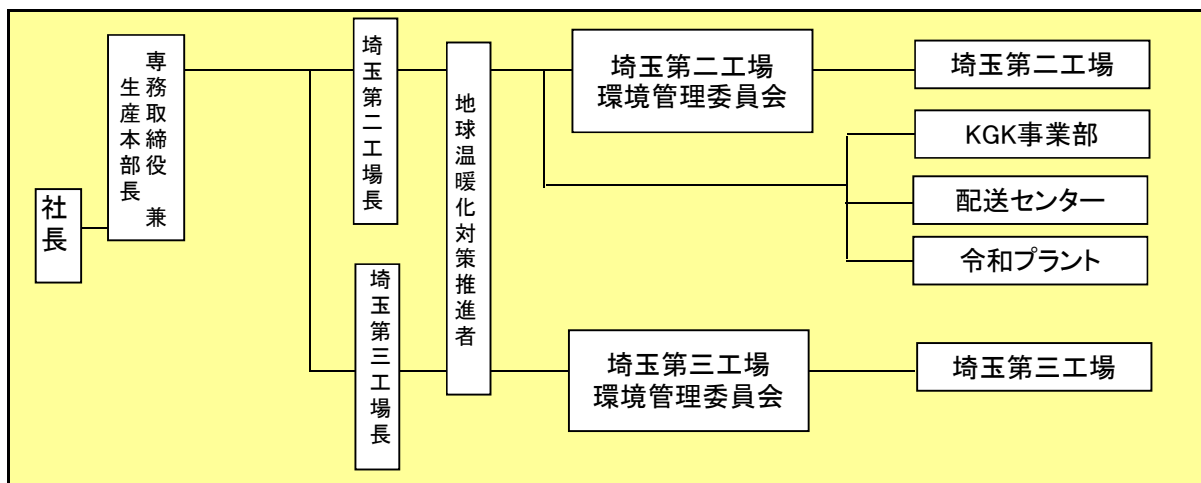 社長
専務取締役 兼
生産本部長
埼玉第二工場長
埼玉第三工場長
地球温暖化対策推進者
埼玉第二工場
環境管理委員会
埼玉第三工場
環境管理委員会
埼玉第二工場
KGK事業部
配送センター
令和プラント
埼玉第三工場